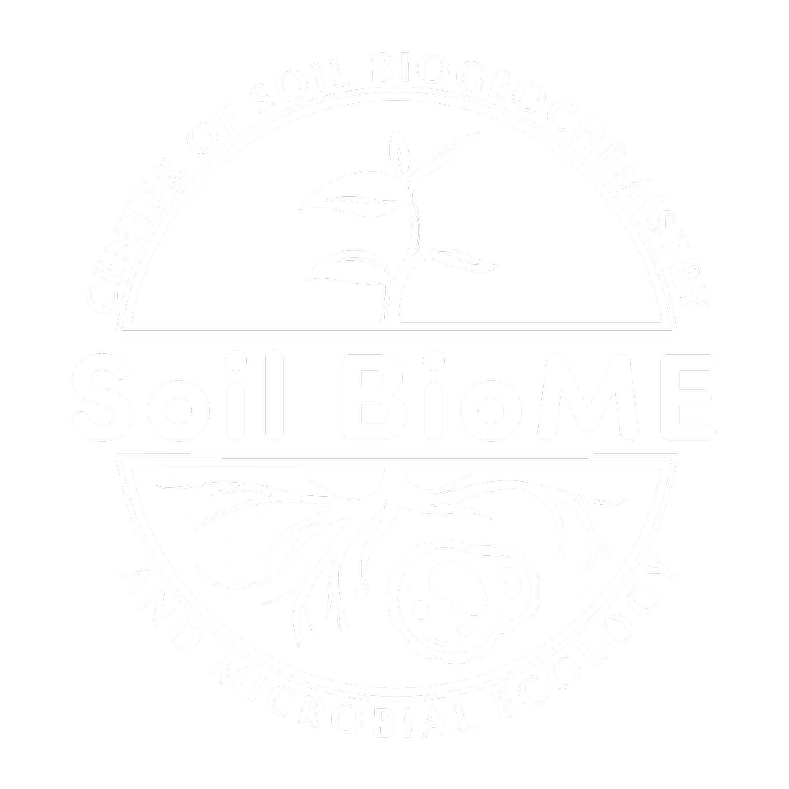 CENTER OF SOIL BIOGEOCHEMISTRY
Soil BioME
AND MICROBIAL ECOLOGY